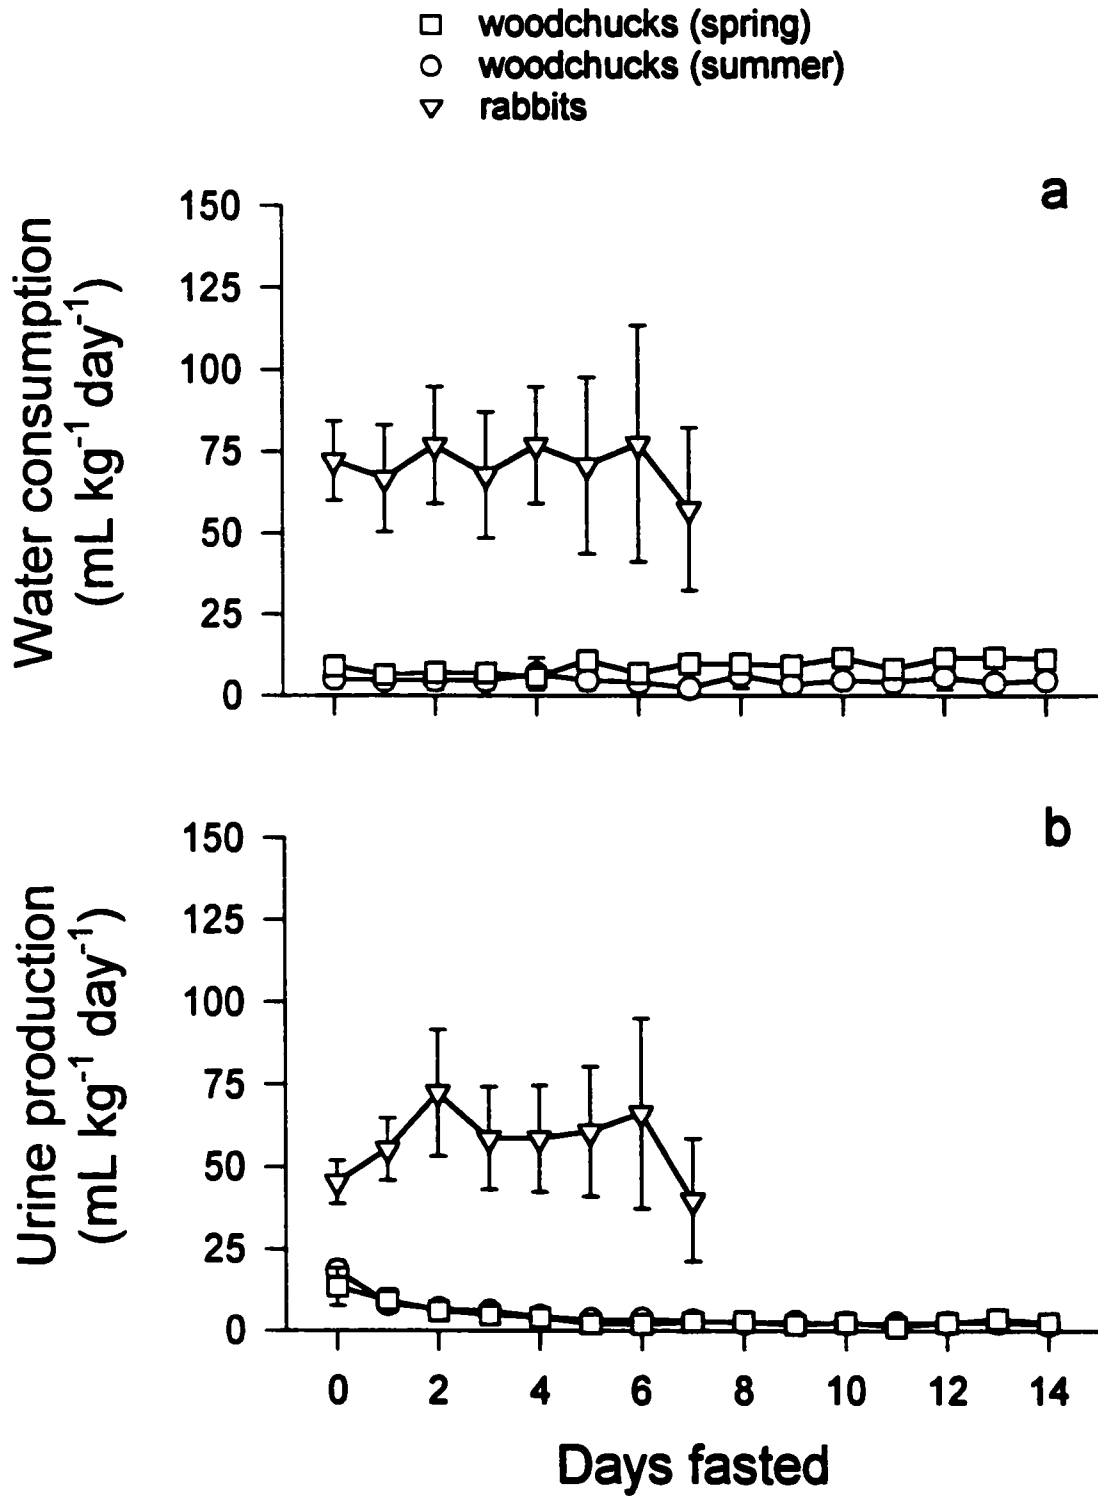 woodchucks (spring)
woodchucks (summer)
rabbits
a
150
125
100
75
50
25
0
Water consumption
(mL kg⁻¹ day⁻¹)
b
150
125
100
75
50
25
0
Urine production
(mL kg⁻¹ day⁻¹)
0 2 4 6 8 10 12 14
Days fasted